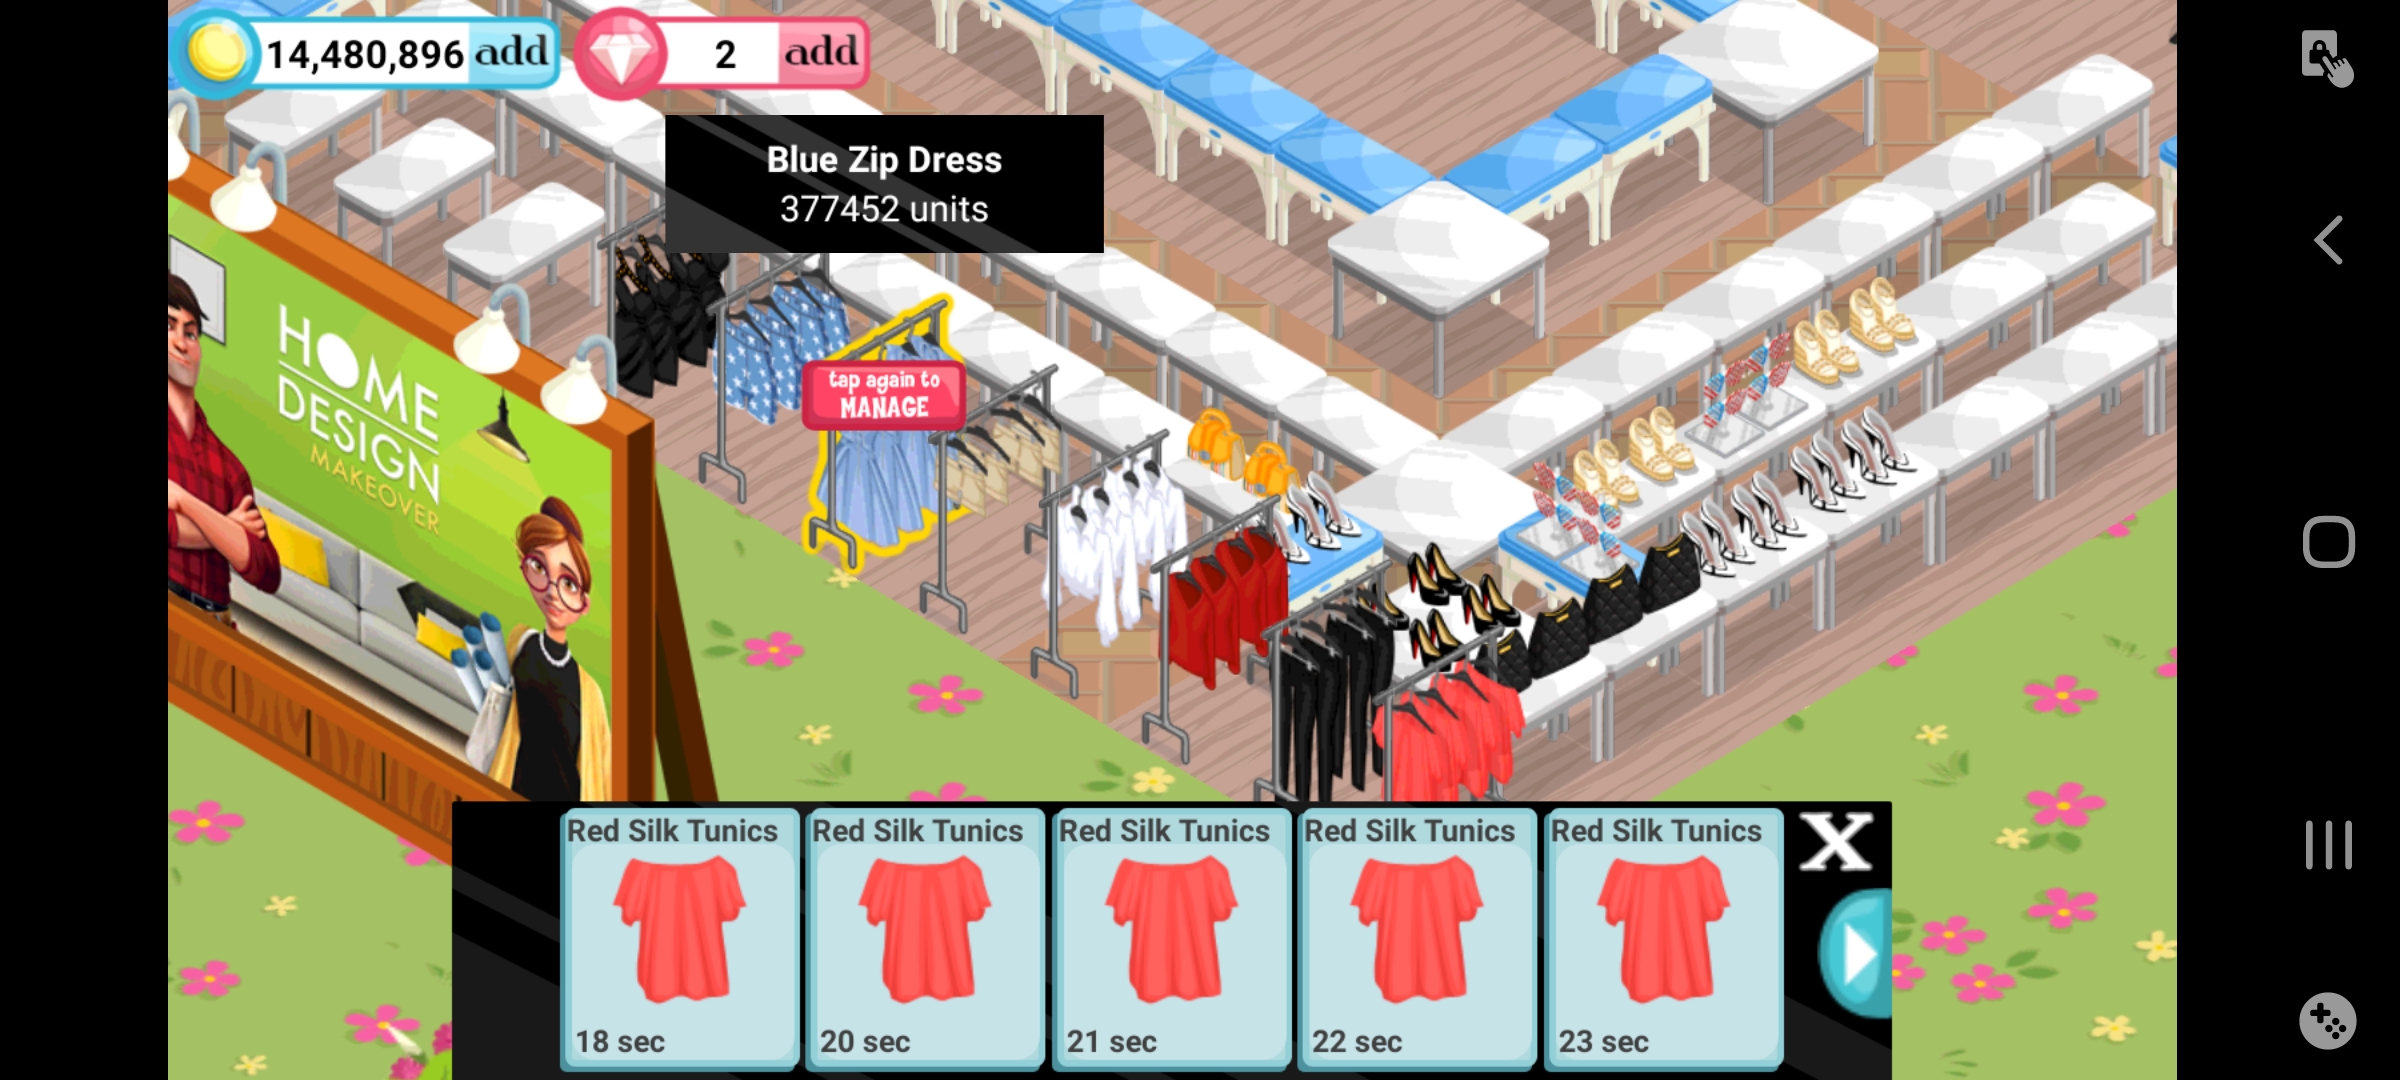 14,480,896 add
2 add
Blue Zip Dress
377452 units
HOME
DESIGN
MAKEOVER
tap again to
MANAGE
Red Silk Tunics
18 sec
Red Silk Tunics
20 sec
Red Silk Tunics
21 sec
Red Silk Tunics
22 sec
Red Silk Tunics
23 sec
X